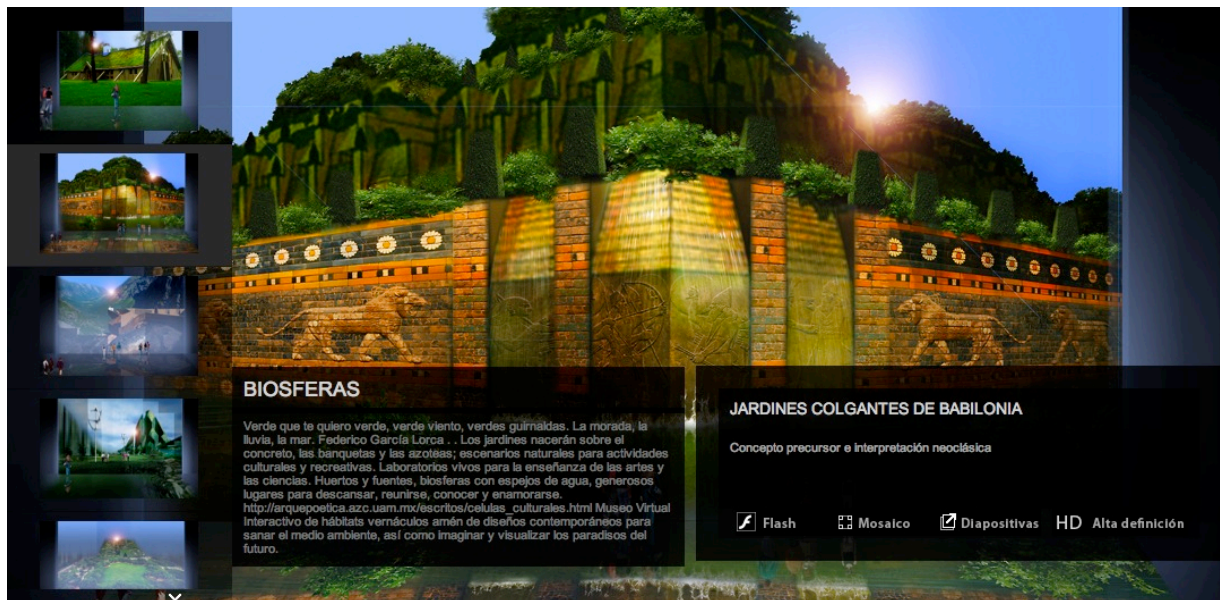 BIOSFERAS
Verde que te quiero verde, verde viento, verdes guirnaldas. La morada, la
lluvia, la mar. Federico García Lorca . . Los jardines nacerán sobre el
concreto, las banquetas y las azoteas; escenarios naturales para actividades
culturales y recreativas. Laboratorios vivos para la enseñanza de las artes y
las ciencias. Huertos y fuentes, biosferas con espejos de agua, generosos
lugares para descansar, reunirse, conocer y enamorarse.
http://arquepoetica.azc.uam.mx/escritos/celulas_culturales.html Museo Virtual
Interactivo de hábitats vernáculos amén de diseños contemporáneos para
sanar el medio ambiente, así como imaginar y visualizar los paradisos del
futuro.
JARDINES COLGANTES DE BABILONIA
Concepto precursor e interpretación neoclásica
Flash Mosaico Diapositivas HD Alta definición